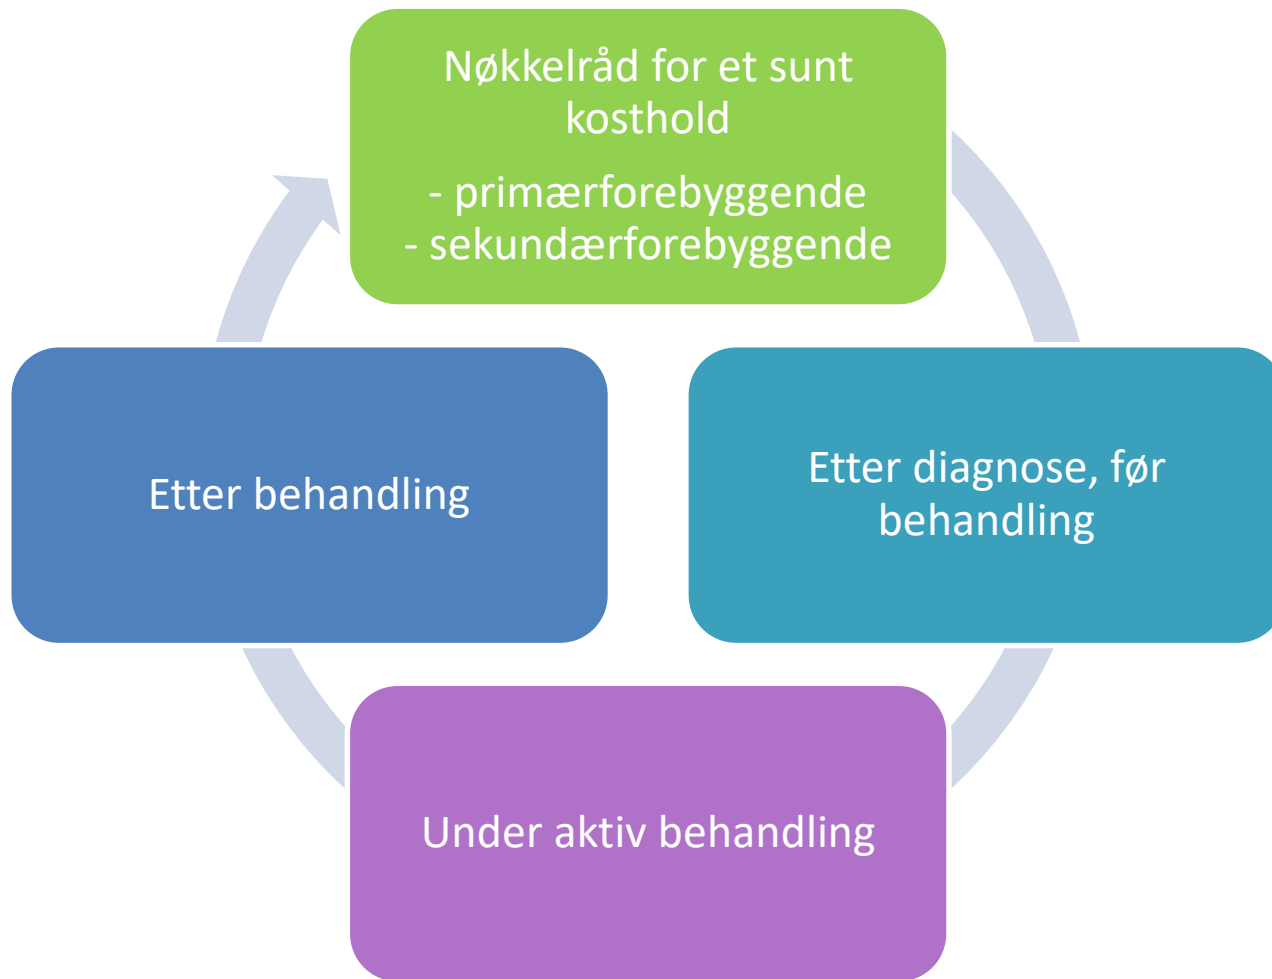 Nøkkelråd for et sunt
kosthold
- primærforebyggende
- sekundærforebyggende
Etter behandling
Etter diagnose, før
behandling
Under aktiv behandling